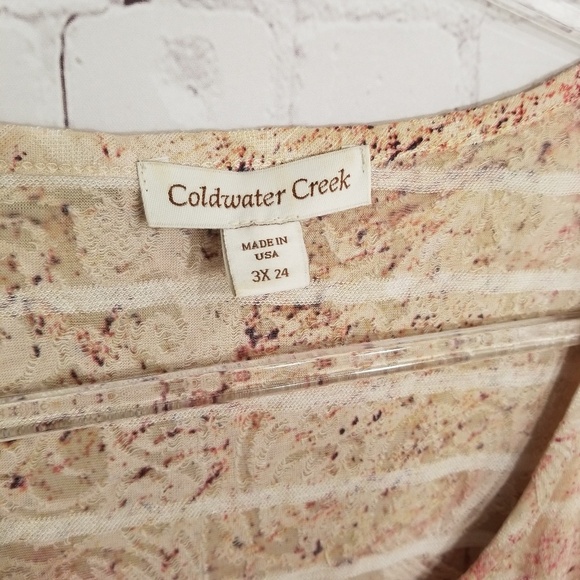 Coldwater Creek
MADE IN
USA
3X 24